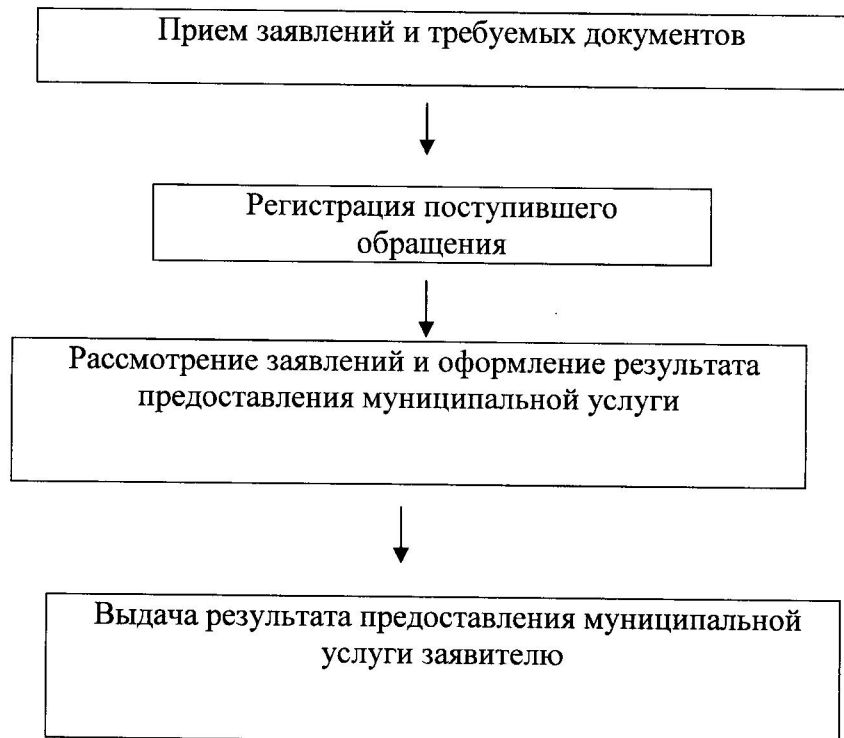 Прием заявлений и требуемых документов
Регистрация поступившего
обращения
Рассмотрение заявлений и оформление результата
предоставления муниципальной услуги
Выдача результата предоставления муниципальной
услуги заявителю